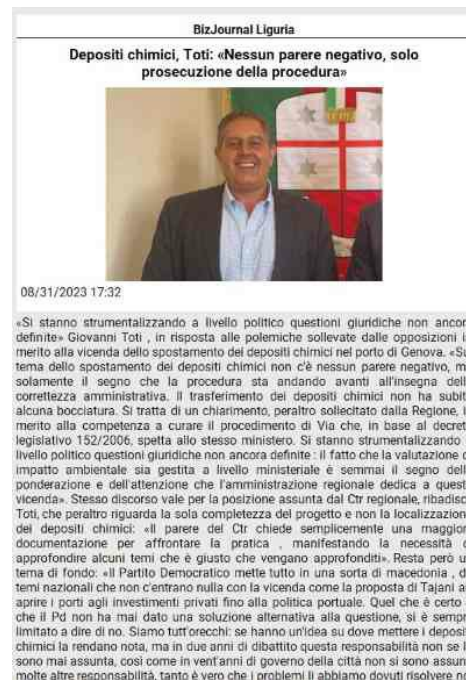 BizJournal Liguria
Depositi chimici, Toti: «Nessun parere negativo, solo
prosecuzione della procedura»
08/31/2023 17:32
«Si stanno strumentalizzando a livello politico questioni giuridiche non ancor
definite» Giovanni Toti , in risposta alle polemiche sollevate dalle opposizioni i
merito alla vicenda dello spostamento dei depositi chimici nel porto di Genova. «Su
tema dello spostamento dei depositi chimici non c'è nessun parere negativo, m
solamente il segno che la procedura sta andando avanti all'insegna dell
correttezza amministrativa. Il trasferimento dei depositi chimici non ha subit
alcuna bocciatura. Si tratta di un chiarimento, peraltro sollecitato dalla Regione, i
merito alla competenza a curare il procedimento di Via che, in base al decret
legislativo 152/2006, spetta allo stesso ministero. Si stanno strumentalizzando
livello politico questioni giuridiche non ancora definite : il fatto che la valutazione d
impatto ambientale sia gestita a livello ministeriale è semmai il segno dell
ponderazione e dell'attenzione che l'amministrazione regionale dedica a quest
vicenda». Stesso discorso vale per la posizione assunta dal Ctr regionale, ribadisc
Toti, che peraltro riguarda la sola completezza del progetto e non la localizzazion
dei depositi chimici: «Il parere del Ctr chiede semplicemente una maggior
documentazione per affrontare la pratica , manifestando la necessità d
approfondire alcuni temi che è giusto che vengano approfonditi». Resta però u
tema di fondo: «Il Partito Democratico mette tutto in una sorta di macedonia , d
temi nazionali che non c'entrano nulla con la vicenda come la proposta di Tajani a
aprire i porti agli investimenti privati fino alla politica portuale. Quel che è certo
che il Pd non ha mai dato una soluzione alternativa alla questione, si è sempr
limitato a dire di no. Siamo tutt'orecchi: se hanno un'idea su dove mettere i deposit
chimici la rendano nota, ma in due anni di dibattito questa responsabilità non se l
sono mai assunta, così come in vent'anni di governo della città non si sono assun
molte altre responsabilità, tanto è vero che i problemi li abbiamo dovuti risolvere no